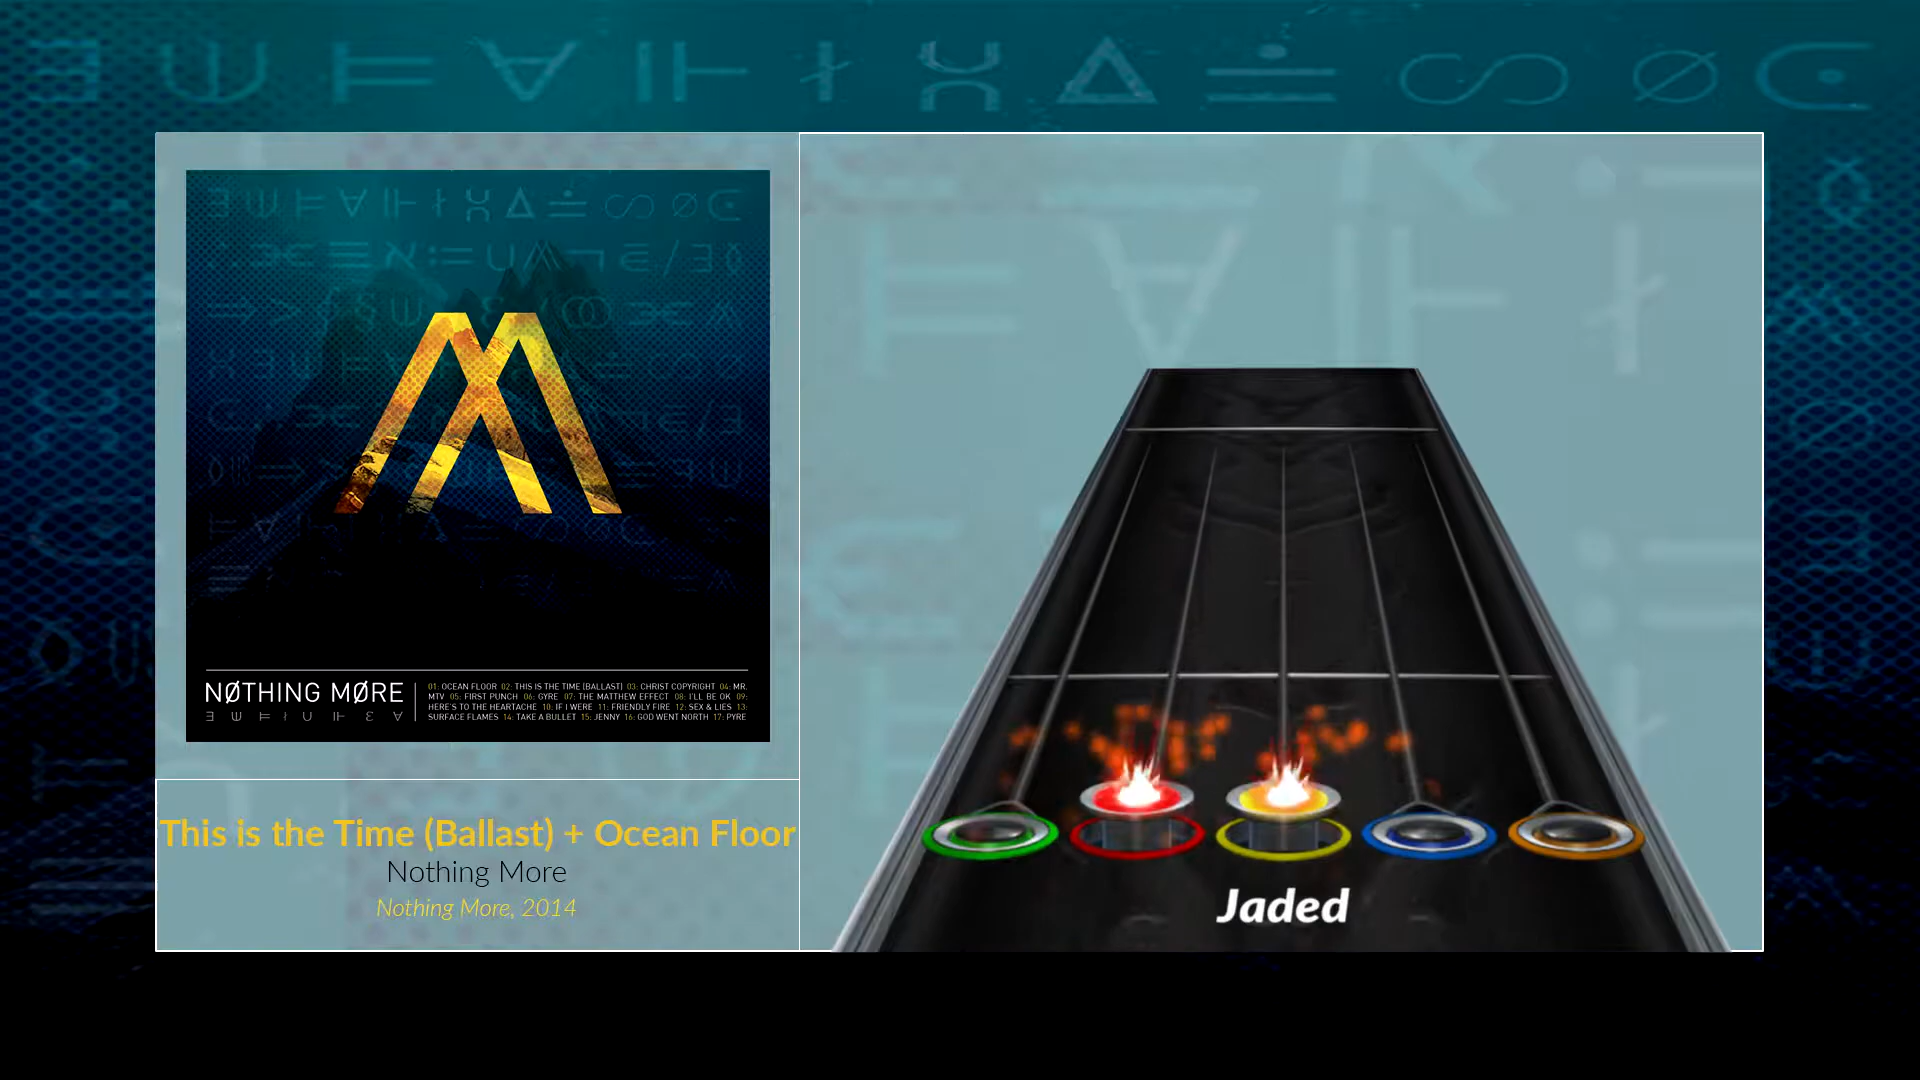 NØTHING MØRE
01: OCEAN FLOOR 02: THIS IS THE TIME (BALLAST) 03: CHRIST COPYRIGHT 04: MR.
MTV 05: FIRST PUNCH 06: GYRE 07: THE MATTHEW EFFECT 08: I'LL BE OK 09:
HERE'S TO THE HEARTACHE 10: IF I WERE 11: FRIENDLY FIRE 12: SEX & LIES 13:
SURFACE FLAMES 14: TAKE A BULLET 15: JENNY 16: GOD WENT NORTH 17: PYRE
This is the Time (Ballast) + Ocean Floor
Nothing More
Nothing More, 2014
Jaded